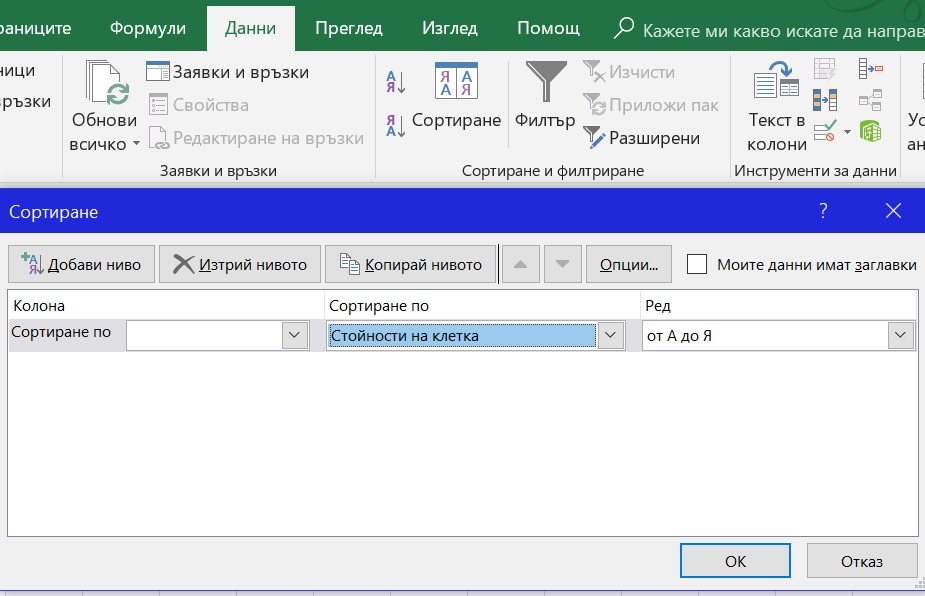 раниците Формули Данни Преглед Изглед Помощ Кажете ми какво искате да направ
ници
ръзки
Обнови
всичко
Заявки и връзки
Свойства
Редактиране на връзки
Заявки и връзки
Сортиране
Филтър
Изчисти
Приложи пак
Разширени
Сортиране и филтриране
Текст в
колони
Инструменти за данни
Ус
ан
Сортиране
Добави ниво Изтрий нивото Копирай нивото Опции... Моите данни имат заглавки
Колона Сортиране по Ред
Сортиране по Стойности на клетка от А до Я
OK Отказ